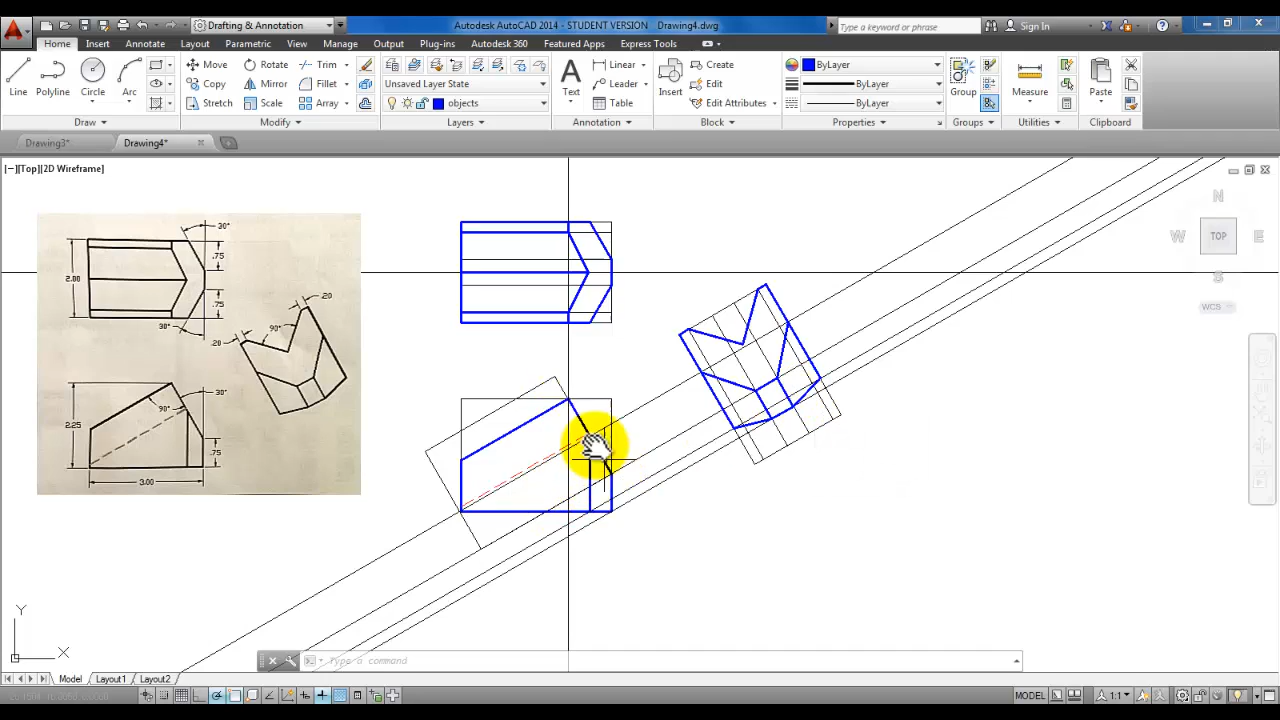 Drafting & Annotation
Autodesk AutoCAD 2014 - STUDENT VERSION Drawing4.dwg
Type a keyword or phrase
Sign In
Home Insert Annotate Layout Parametric View Manage Output Plug-ins Autodesk 360 Featured Apps Express Tools
Move Rotate Trim
Copy Mirror Fillet
Stretch Scale Array
Line Polyline Circle Arc
Unsaved Layer State
objects
Text
Linear
Leader
Table
Insert
Create
Edit
Edit Attributes
ByLayer
ByLayer
ByLayer
Group
Measure
Paste
Draw Modify Layers Annotation Block Properties Groups Utilities Clipboard
Drawing3* Drawing4*
[−][Top][2D Wireframe]
N
W TOP E
S
WCS
30°
.75
2.00
.75
30°
.20
90°
.20
30°
90°
2.25
.75
3.00
Y
X
Type a command
Model Layout1 Layout2
MODEL 1:1